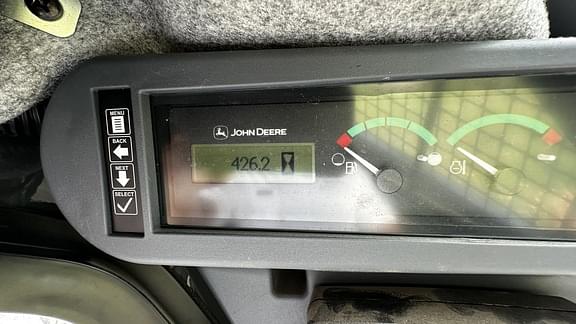 MENU
BACK
NEXT
SELECT
JOHN DEERE
426.2